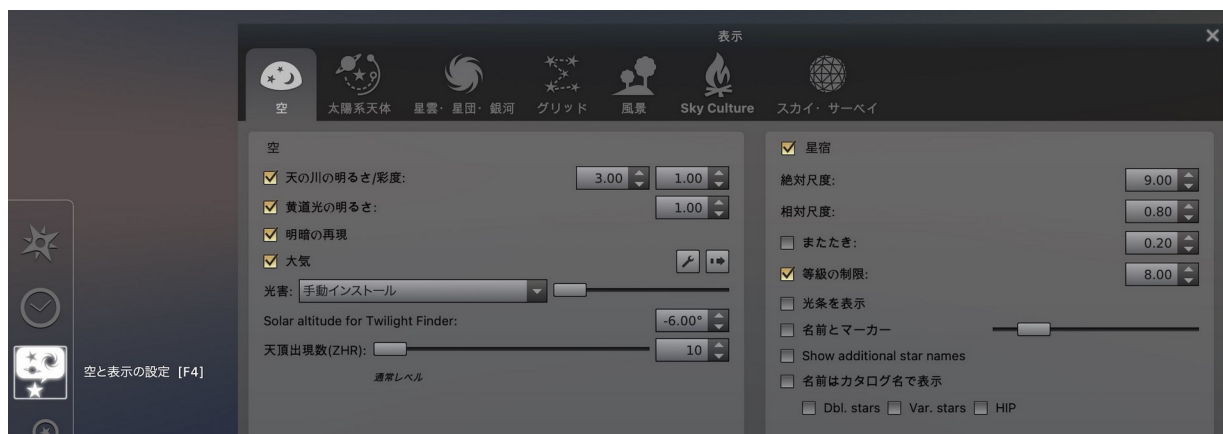 表示
空
太陽系天体
星雲・星団・銀河
グリッド
風景
Sky Culture
スカイ・サーベイ
空
天の川の明るさ/彩度: 3.00 1.00
黄道光の明るさ: 1.00
明暗の再現
大気
光害: 手動インストール
Solar altitude for Twilight Finder: -6.00°
天頂出現数(ZHR): 10
通常レベル
星宿
絶対尺度: 9.00
相対尺度: 0.80
またたき: 0.20
等級の制限: 8.00
光条を表示
名前とマーカー
Show additional star names
名前はカタログ名で表示
Dbl. stars Var. stars HIP
空と表示の設定 [F4]